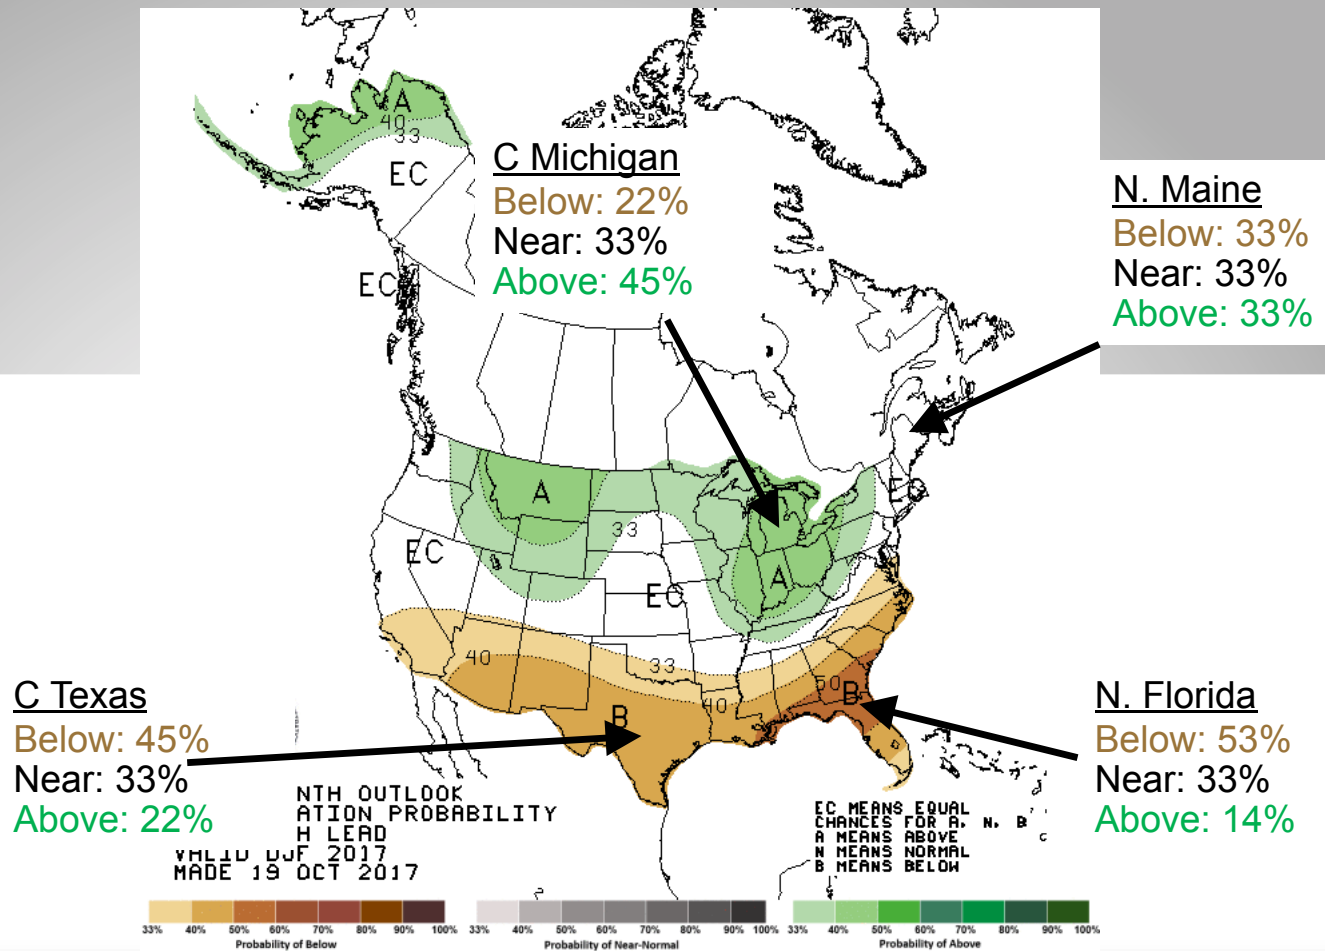 A
40
33
EC
EC
C Michigan
Below: 22%
Near: 33%
Above: 45%
N. Maine
Below: 33%
Near: 33%
Above: 33%
A
33
EC
EC
EC
A
40
33
40
50
B
B
C Texas
Below: 45%
Near: 33%
Above: 22%
N. Florida
Below: 53%
Near: 33%
Above: 14%
NTH OUTLOOK
ATION PROBABILITY
H LEAD
VALID DJF 2017
MADE 19 OCT 2017
EC MEANS EQUAL
CHANCES FOR A, N, B
A MEANS ABOVE
N MEANS NORMAL
B MEANS BELOW
33% 40% 50% 60% 70% 80% 90% 100%
Probability of Below
33% 40% 50% 60% 70% 80% 90% 100%
Probability of Near-Normal
33% 40% 50% 60% 70% 80% 90% 100%
Probability of Above